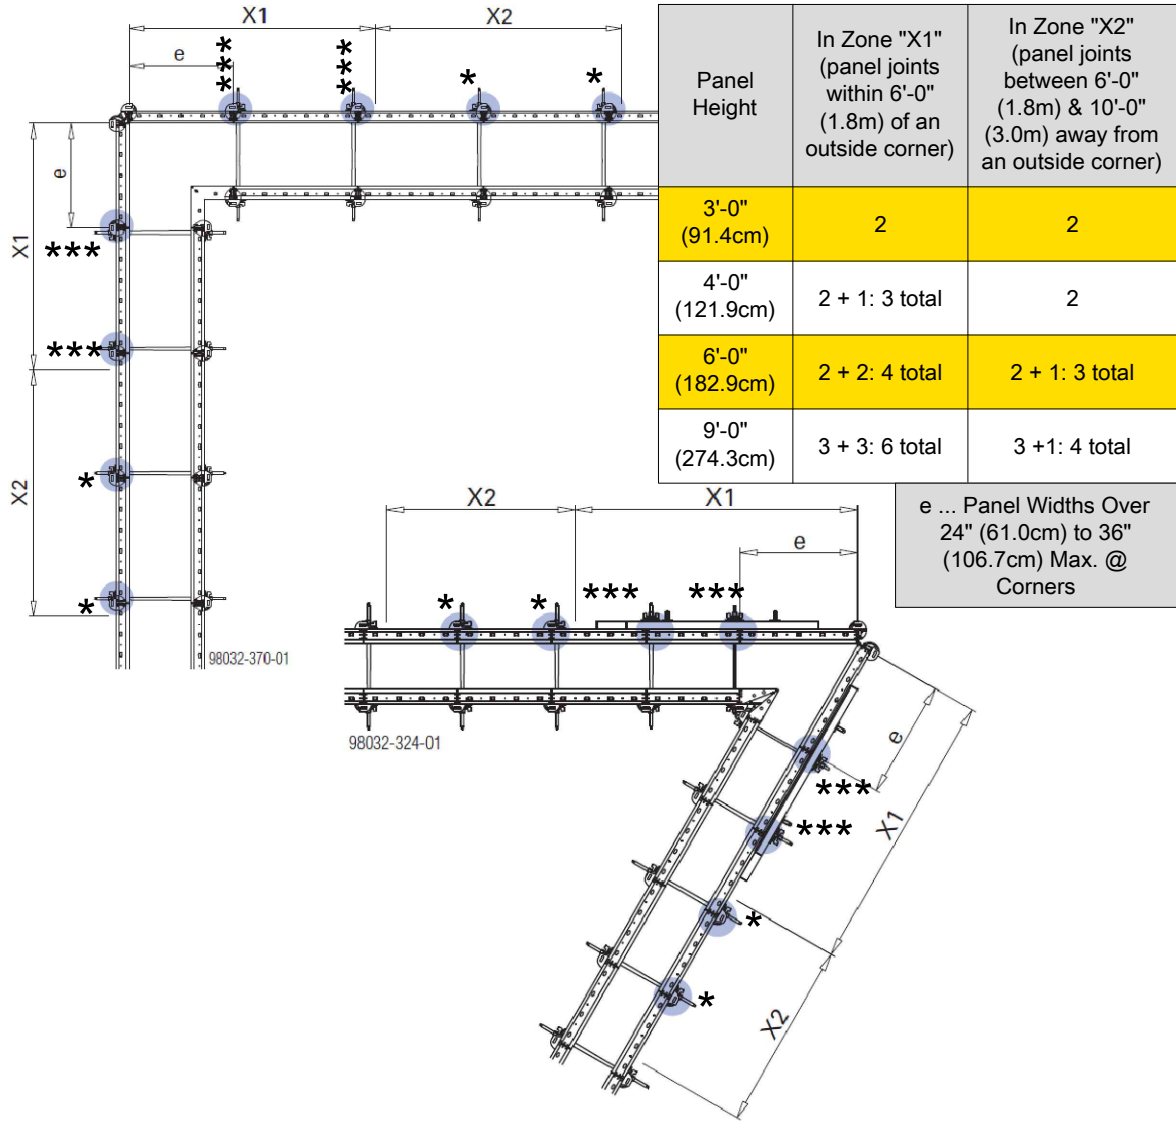 X1
X2
e
***
***
*
*
Panel
Height
In Zone "X1"
(panel joints
within 6'-0"
(1.8m) of an
outside corner)
In Zone "X2"
(panel joints
between 6'-0"
(1.8m) & 10'-0"
(3.0m) away from
an outside corner)
3'-0"
(91.4cm)
2
2
4'-0"
(121.9cm)
2 + 1: 3 total
2
6'-0"
(182.9cm)
2 + 2: 4 total
2 + 1: 3 total
9'-0"
(274.3cm)
3 + 3: 6 total
3 +1: 4 total
e ... Panel Widths Over
24" (61.0cm) to 36"
(106.7cm) Max. @
Corners
e
X1
***
***
X2
*
*
98032-370-01
X2
X1
e
*
*
***
***
98032-324-01
e
***
***
X1
*
*
X2